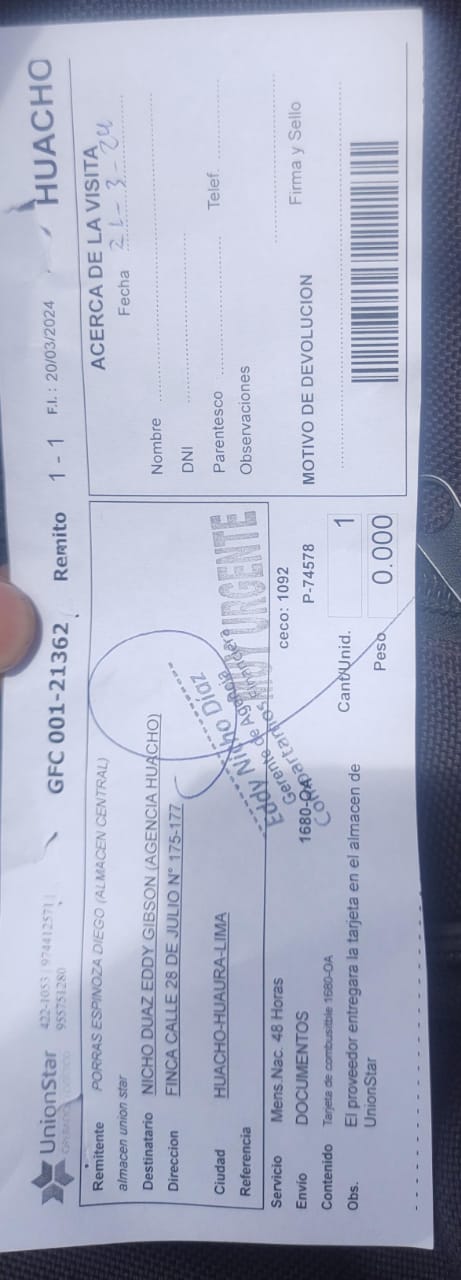 UnionStar
422-1053 | 974412571 |
955751280
GFC 001-21362
Remito
1 - 1
F.I.: 20/03/2024
HUACHO
Remitente PORRAS ESPINOZA DIEGO (ALMACEN CENTRAL)
almacen union star
Destinatario NICHO DUAZ EDDY GIBSON (AGENCIA HUACHO)
Direccion FINCA CALLE 28 DE JULIO N° 175-177
Ciudad HUACHO-HUAURA-LIMA
Referencia
MUY URGENTE
Eddy Nicho Díaz
Gerente de Agencia
Compartamos Financiera
Servicio Mens.Nac. 48 Horas
ceco: 1092
Envio DOCUMENTOS
1680-OA
P-74578
Contenido Tarjeta de combusitble 1680-OA
Cant/Unid. 1
Obs. El proveedor entregara la tarjeta en el almacen de
UnionStar
Peso 0.000
ACERCA DE LA VISITA
Fecha 21-3-24
Nombre
DNI
Parentesco
Telef
Observaciones
Firma y Sello
MOTIVO DE DEVOLUCION